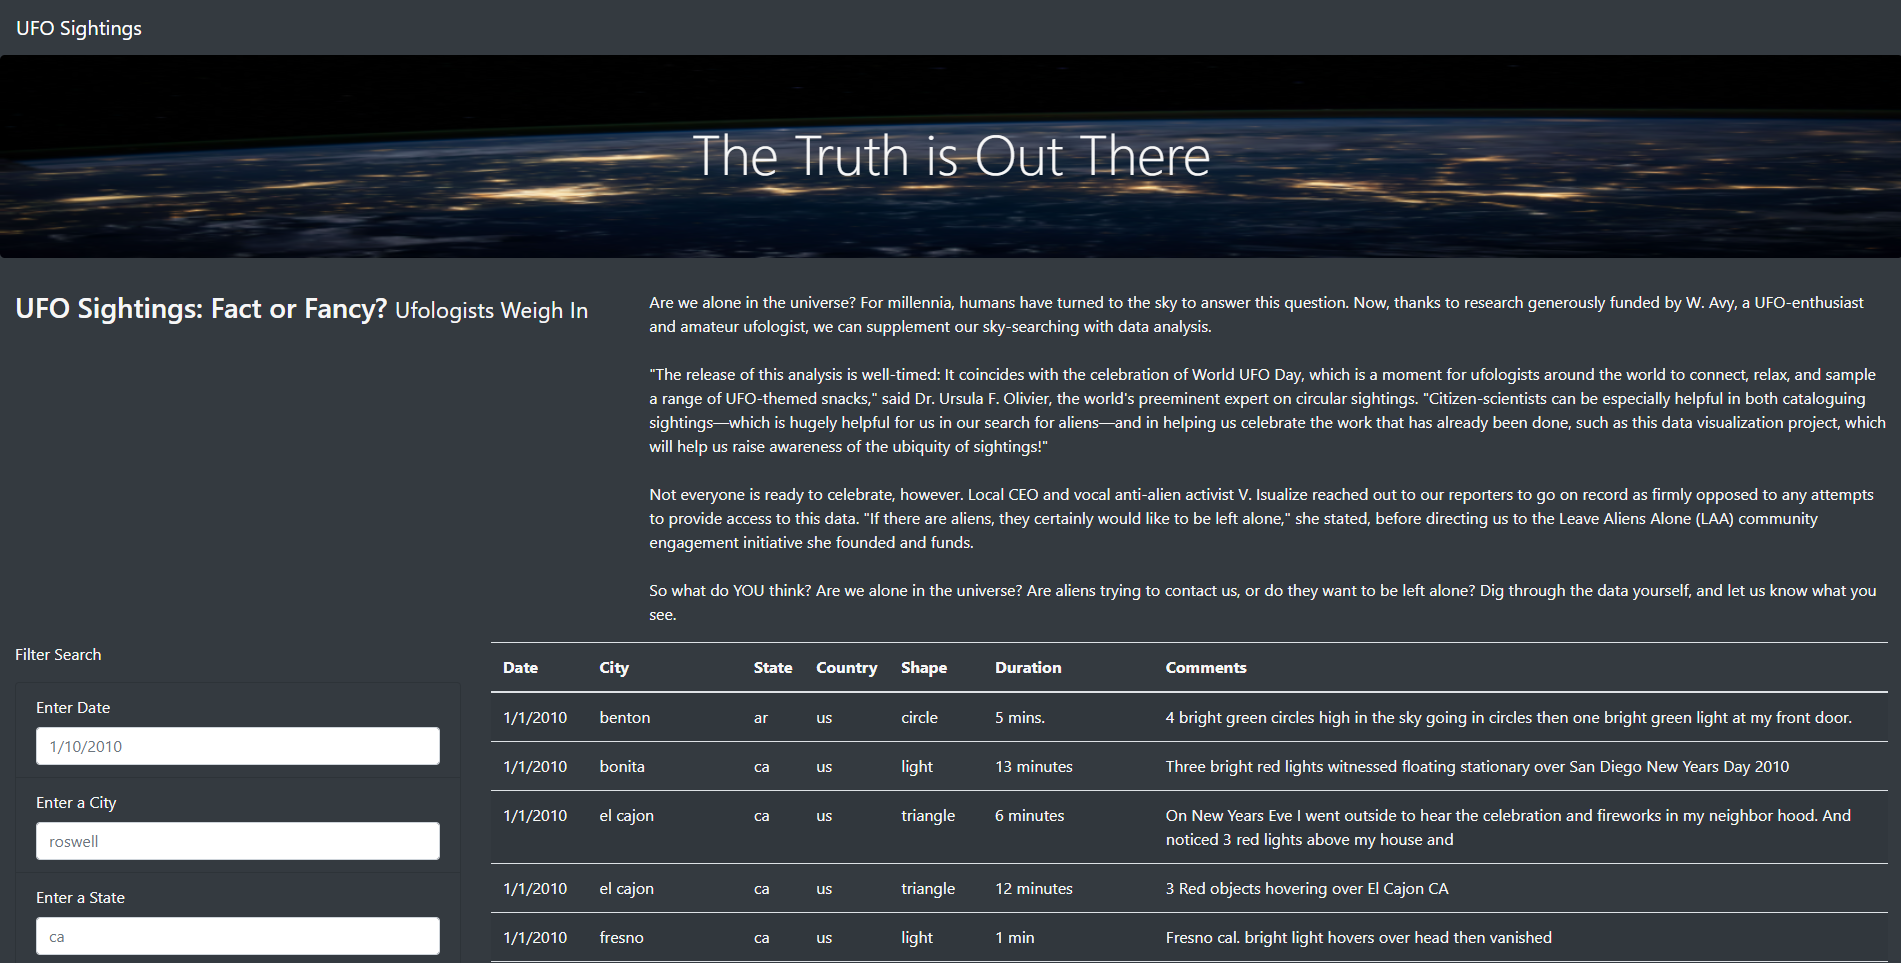 UFO Sightings
The Truth is Out There
UFO Sightings: Fact or Fancy? Ufologists Weigh In
Are we alone in the universe? For millennia, humans have turned to the sky to answer this question. Now, thanks to research generously funded by W. Avy, a UFO-enthusiast
and amateur ufologist, we can supplement our sky-searching with data analysis.
"The release of this analysis is well-timed: It coincides with the celebration of World UFO Day, which is a moment for ufologists around the world to connect, relax, and sample
a range of UFO-themed snacks," said Dr. Ursula F. Olivier, the world's preeminent expert on circular sightings. "Citizen-scientists can be especially helpful in both cataloguing
sightings—which is hugely helpful for us in our search for aliens—and in helping us celebrate the work that has already been done, such as this data visualization project, which
will help us raise awareness of the ubiquity of sightings!"
Not everyone is ready to celebrate, however. Local CEO and vocal anti-alien activist V. Isualize reached out to our reporters to go on record as firmly opposed to any attempts
to provide access to this data. "If there are aliens, they certainly would like to be left alone," she stated, before directing us to the Leave Aliens Alone (LAA) community
engagement initiative she founded and funds.
So what do YOU think? Are we alone in the universe? Are aliens trying to contact us, or do they want to be left alone? Dig through the data yourself, and let us know what you
see.
Filter Search
Enter Date
1/10/2010
Enter a City
roswell
Enter a State
ca
Date City State Country Shape Duration Comments
1/1/2010 benton ar us circle 5 mins. 4 bright green circles high in the sky going in circles then one bright green light at my front door.
1/1/2010 bonita ca us light 13 minutes Three bright red lights witnessed floating stationary over San Diego New Years Day 2010
1/1/2010 el cajon ca us triangle 6 minutes On New Years Eve I went outside to hear the celebration and fireworks in my neighbor hood. And
noticed 3 red lights above my house and
1/1/2010 el cajon ca us triangle 12 minutes 3 Red objects hovering over El Cajon CA
1/1/2010 fresno ca us light 1 min Fresno cal. bright light hovers over head then vanished